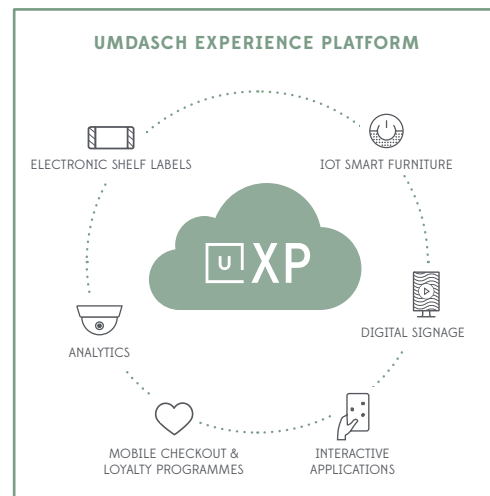 UMDASCH EXPERIENCE PLATFORM
ELECTRONIC SHELF LABELS
IOT SMART FURNITURE
U XP
DIGITAL SIGNAGE
ANALYTICS
MOBILE CHECKOUT &
LOYALTY PROGRAMMES
INTERACTIVE
APPLICATIONS